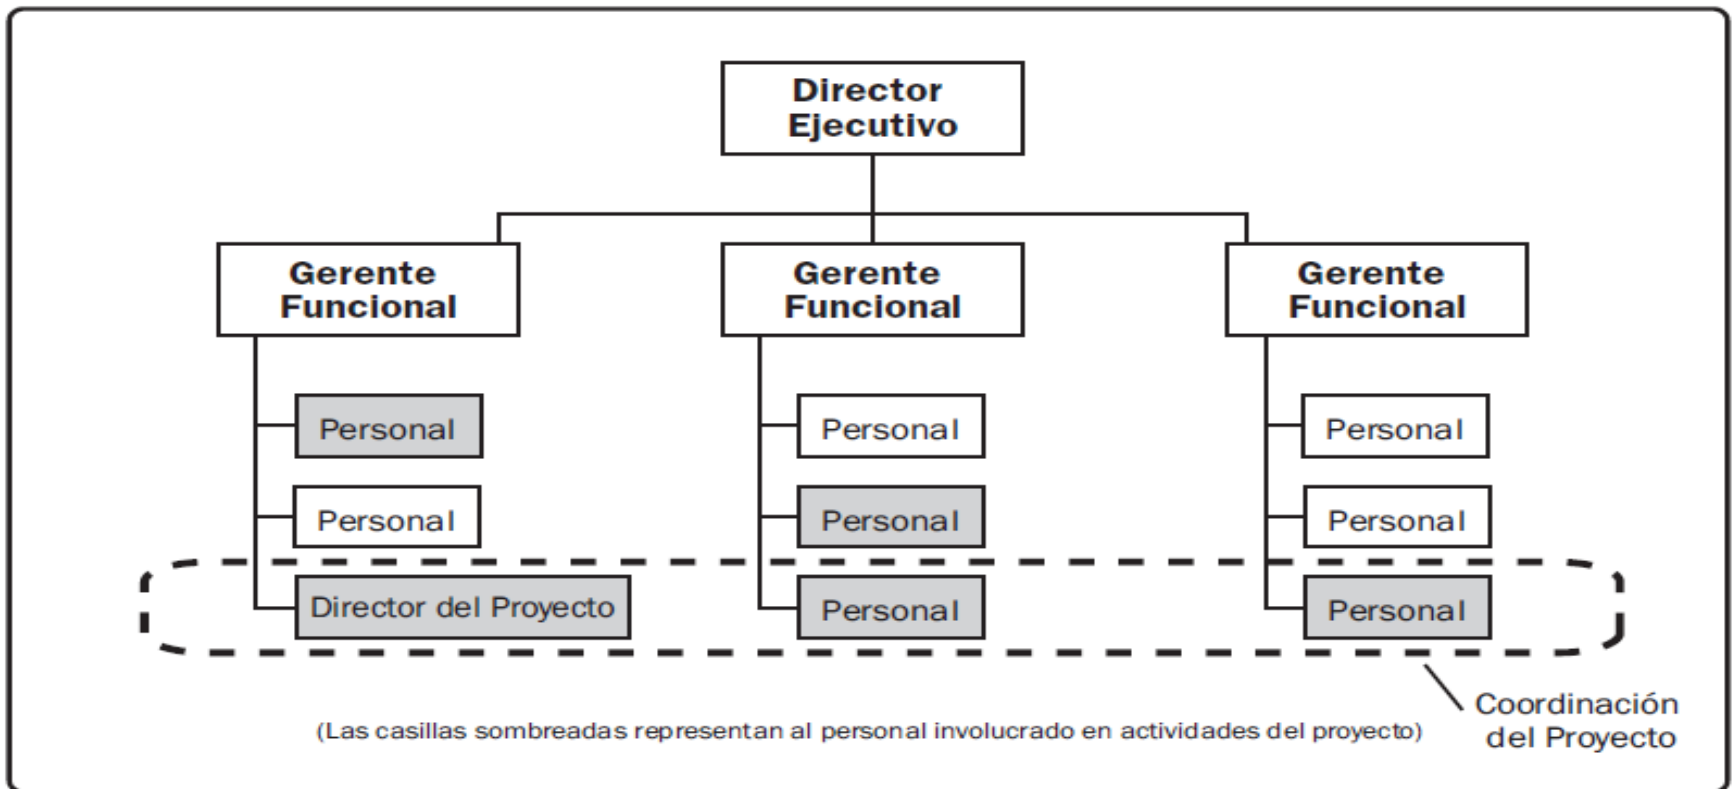 Director
Ejecutivo
Gerente
Funcional
Gerente
Funcional
Gerente
Funcional
Personal
Personal
Personal
Personal
Personal
Personal
Director del Proyecto
Personal
Personal
Coordinación
del Proyecto
(Las casillas sombreadas representan al personal involucrado en actividades del proyecto)